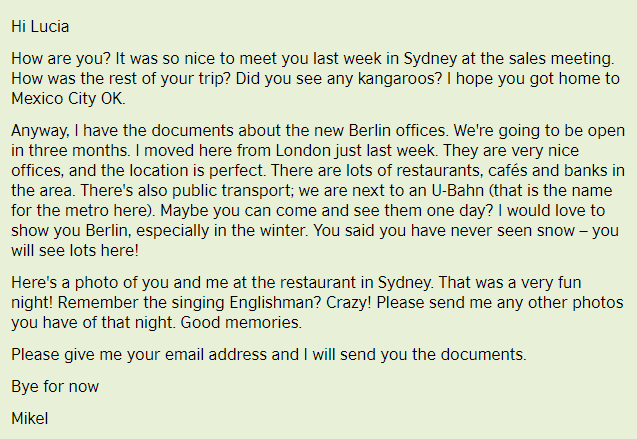 Hi Lucia
How are you? It was so nice to meet you last week in Sydney at the sales meeting.
How was the rest of your trip? Did you see any kangaroos? I hope you got home to
Mexico City OK.
Anyway, I have the documents about the new Berlin offices. We're going to be open
in three months. I moved here from London just last week. They are very nice
offices, and the location is perfect. There are lots of restaurants, cafés and banks in
the area. There's also public transport; we are next to an U-Bahn (that is the name
for the metro here). Maybe you can come and see them one day? I would love to
show you Berlin, especially in the winter. You said you have never seen snow – you
will see lots here!
Here's a photo of you and me at the restaurant in Sydney. That was a very fun
night! Remember the singing Englishman? Crazy! Please send me any other photos
you have of that night. Good memories.
Please give me your email address and I will send you the documents.
Bye for now
Mikel